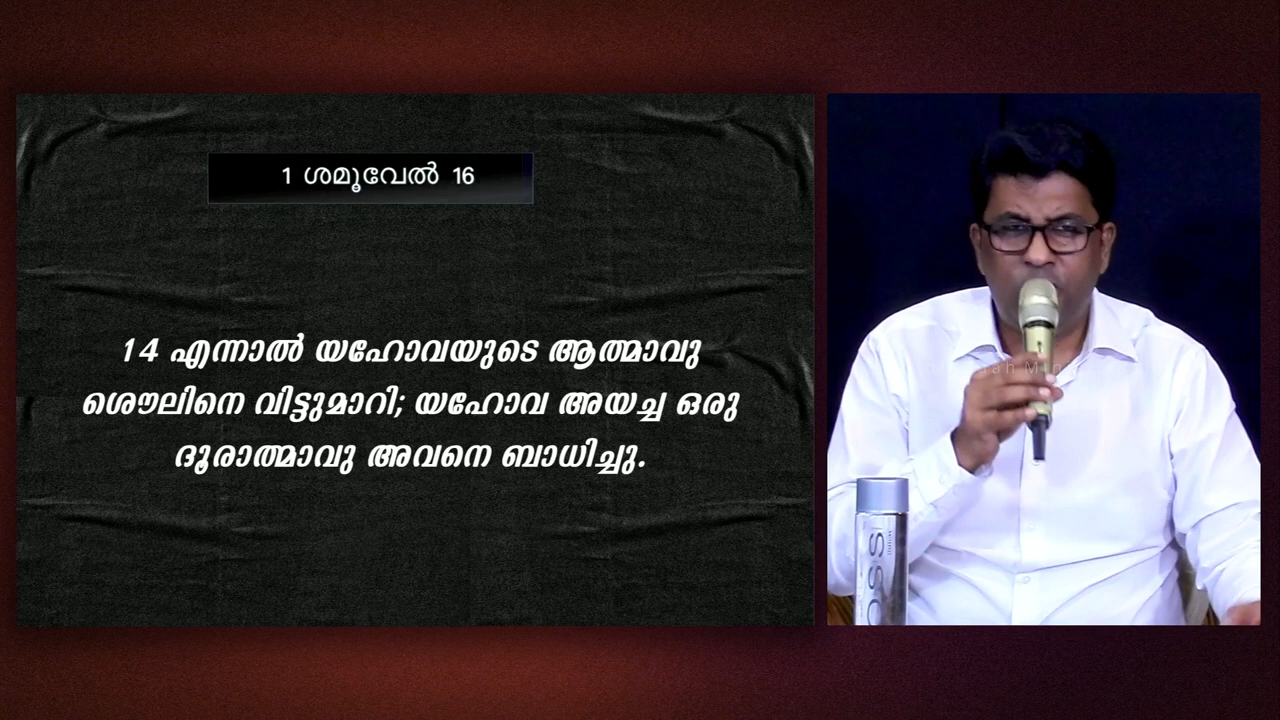 1 ശമൂവേൽ 16
14 എന്നാൽ യഹോവയുടെ ആത്മാവു
ശൌലിനെ വിട്ടുമാറി; യഹോവ അയച്ച ഒരു
ദൂരാത്മാവു അവനെ ബാധിച്ചു.